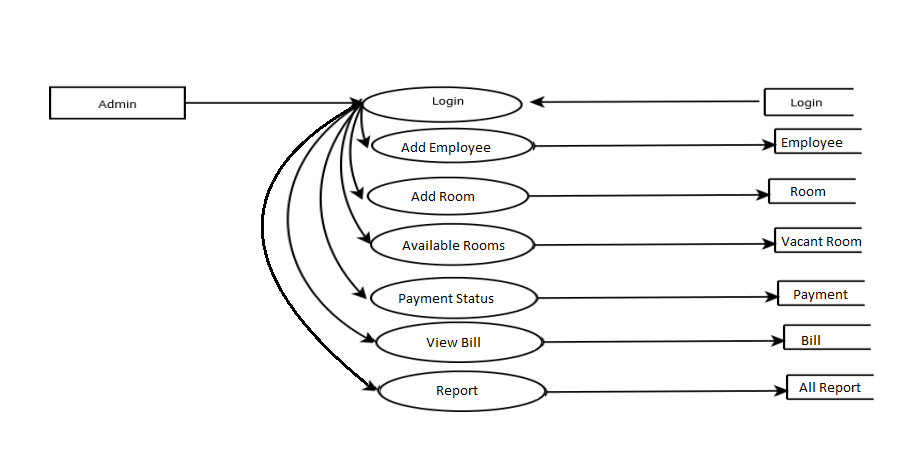 Admin
Login
Login
Add Employee
Employee
Add Room
Room
Available Rooms
Vacant Room
Payment Status
Payment
View Bill
Bill
Report
All Report